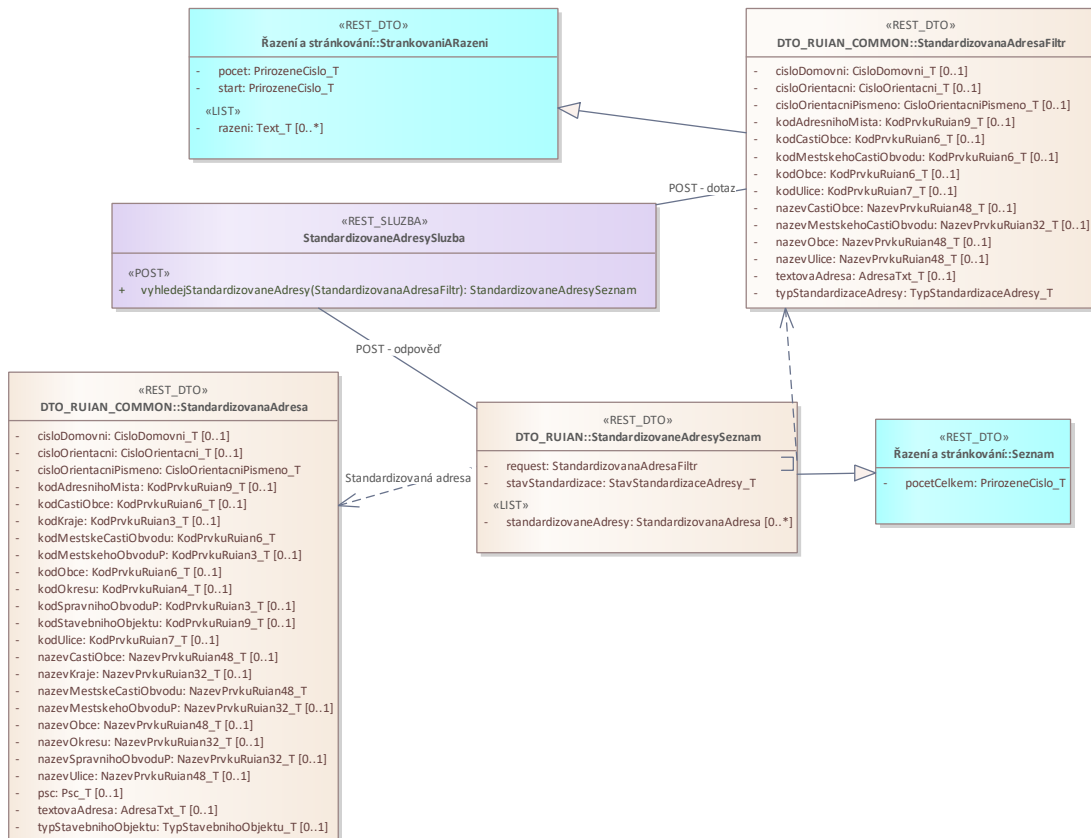 «REST_DTO»
Řazení a stránkování::StrankovaniARazeni
- pocet: PrirozeneCislo_T
- start: PrirozeneCislo_T
«LIST»
- razeni: Text_T [0..*]
«REST_DTO»
DTO_RUIAN_COMMON::StandardizovanaAdresaFiltr
- cisloDomovni: CisloDomovni_T [0..1]
- cisloOrientacni: CisloOrientacni_T [0..1]
- cisloOrientacniPismeno: CisloOrientacniPismeno_T [0..1]
- kodAdresnihoMista: KodPrvkuRuian9_T [0..1]
- kodCastiObce: KodPrvkuRuian6_T [0..1]
- kodMestskehoCastiObvodu: KodPrvkuRuian6_T [0..1]
- kodObce: KodPrvkuRuian6_T [0..1]
- kodUlice: KodPrvkuRuian7_T [0..1]
- nazevCastiObce: NazevPrvkuRuian48_T [0..1]
- nazevMestskehoCastiObvodu: NazevPrvkuRuian32_T [0..1]
- nazevObce: NazevPrvkuRuian48_T [0..1]
- nazevUlice: NazevPrvkuRuian48_T [0..1]
- textovaAdresa: AdresaTxt_T [0..1]
- typStandardizaceAdresy: TypStandardizaceAdresy_T
POST - dotaz
«REST_SLUZBA»
StandardizovaneAdresySluzba
«POST»
+ vyhledejStandardizovaneAdresy(StandardizovanaAdresaFiltr): StandardizovaneAdresySeznam
POST - odpověď
«REST_DTO»
DTO_RUIAN_COMMON::StandardizovanaAdresa
- cisloDomovni: CisloDomovni_T [0..1]
- cisloOrientacni: CisloOrientacni_T [0..1]
- cisloOrientacniPismeno: CisloOrientacniPismeno_T
- kodAdresnihoMista: KodPrvkuRuian9_T [0..1]
- kodCastiObce: KodPrvkuRuian6_T [0..1]
- kodKraje: KodPrvkuRuian3_T [0..1]
- kodMestskeCastiObvodu: KodPrvkuRuian6_T
- kodMestskehoObvoduP: KodPrvkuRuian3_T [0..1]
- kodObce: KodPrvkuRuian6_T [0..1]
- kodOkresu: KodPrvkuRuian4_T [0..1]
- kodSpravnihoObvoduP: KodPrvkuRuian3_T [0..1]
- kodStavebnihoObjektu: KodPrvkuRuian9_T [0..1]
- kodUlice: KodPrvkuRuian7_T [0..1]
- nazevCastiObce: NazevPrvkuRuian48_T [0..1]
- nazevKraje: NazevPrvkuRuian32_T [0..1]
- nazevMestskeCastiObvodu: NazevPrvkuRuian48_T
- nazevMestskehoObvoduP: NazevPrvkuRuian32_T [0..1]
- nazevObce: NazevPrvkuRuian48_T [0..1]
- nazevOkresu: NazevPrvkuRuian32_T [0..1]
- nazevSpravnihoObvoduP: NazevPrvkuRuian32_T [0..1]
- nazevUlice: NazevPrvkuRuian48_T [0..1]
- psc: Psc_T [0..1]
- textovaAdresa: AdresaTxt_T [0..1]
- typStavebnihoObjektu: TypStavebnihoObjektu_T [0..1]
Standardizovaná adresa
«REST_DTO»
DTO_RUIAN::StandardizovaneAdresySeznam
- request: StandardizovanaAdresaFiltr
- stavStandardizace: StavStandardizaceAdresy_T
«LIST»
- standardizovaneAdresy: StandardizovanaAdresa [0..*]
«REST_DTO»
Řazení a stránkování::Seznam
- pocetCelkem: PrirozeneCislo_T